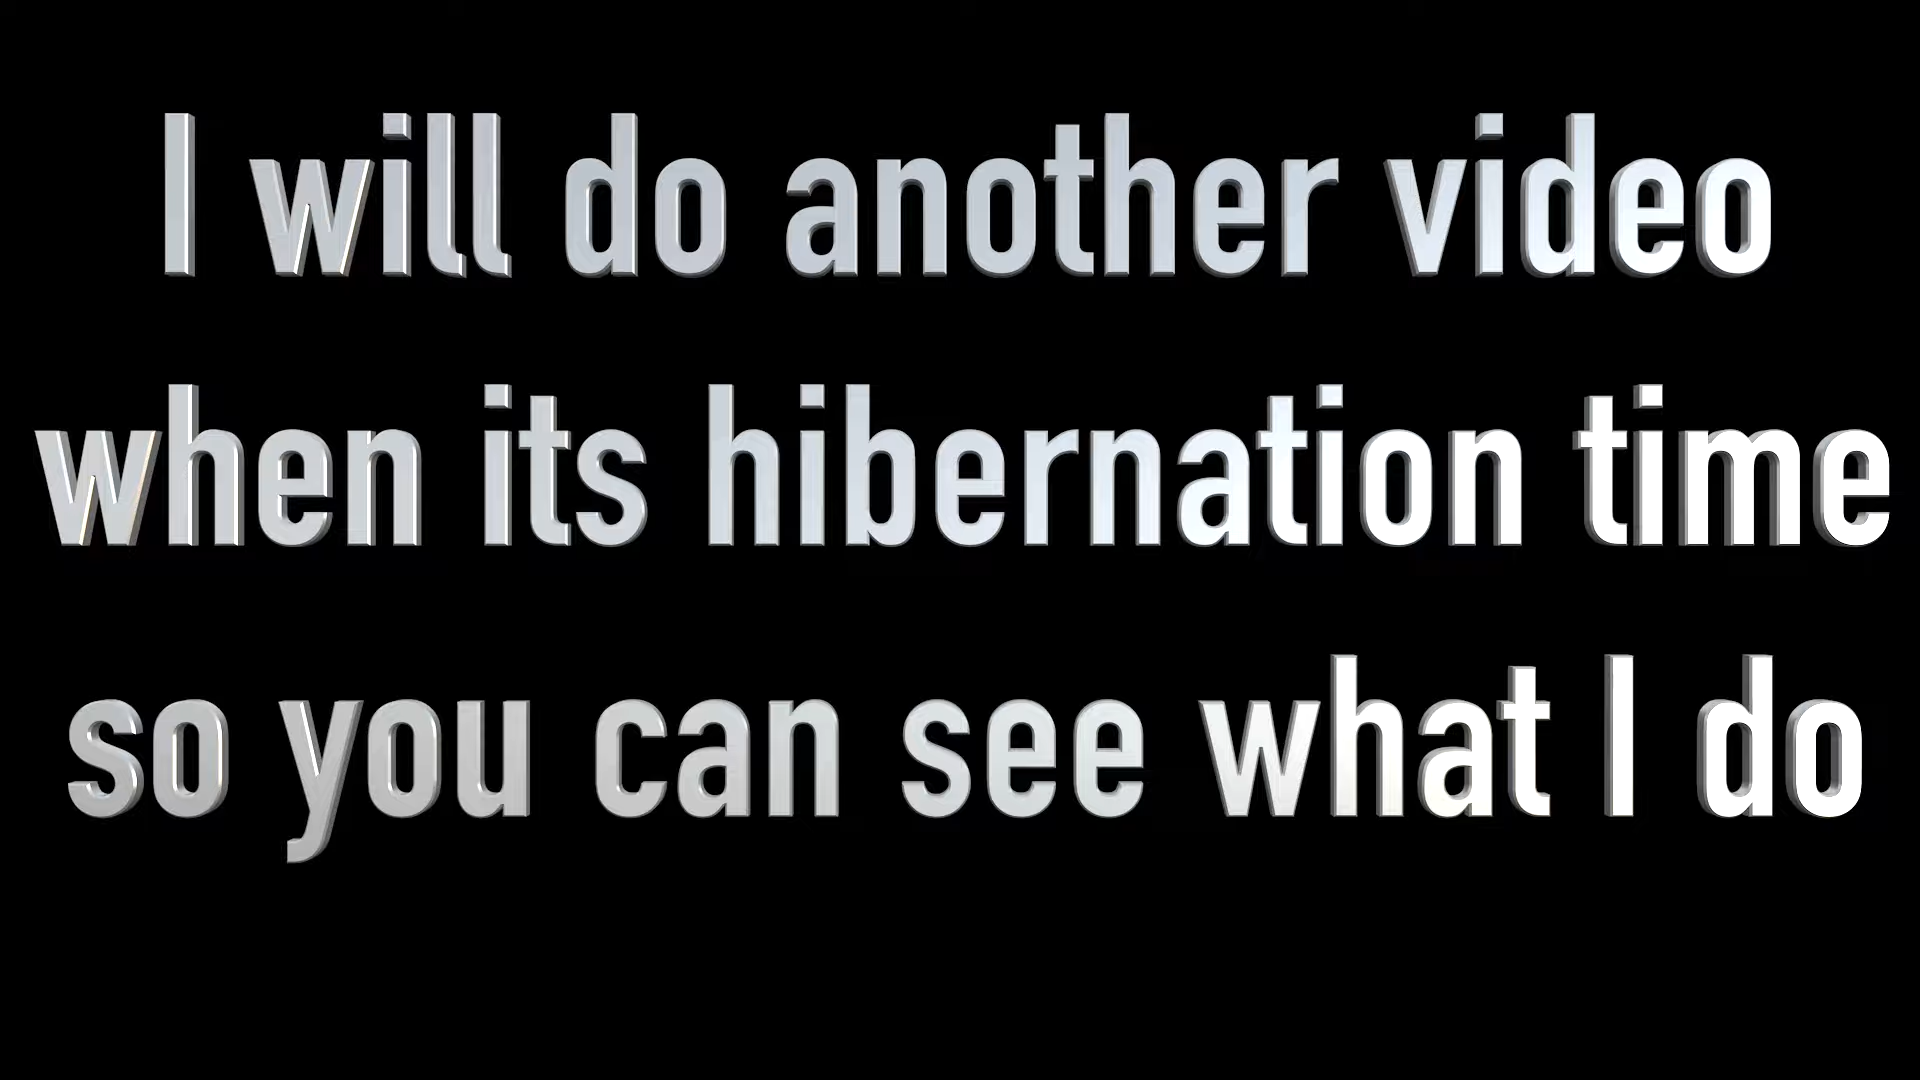 I will do another video
when its hibernation time
so you can see what I do